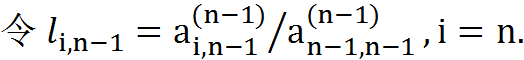 令 $l_{i,n-1} = a_{i,n-1}^{(n-1)} / a_{n-1,n-1}^{(n-1)}, i = n.$